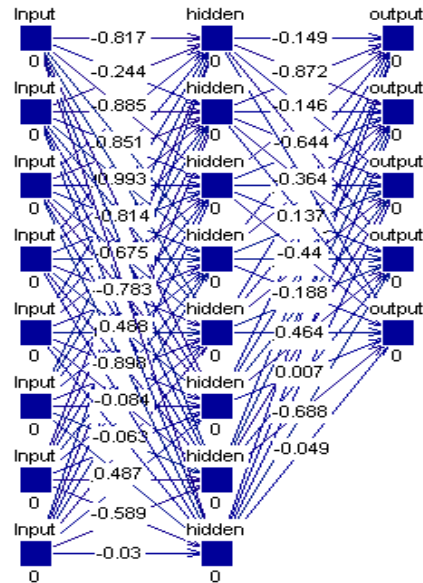 Input hidden output
-0.817 -0.149
0 0 0
-0.244 -0.872
Input hidden output
-0.885 -0.146
0 0 0
-0.851 -0.644
Input hidden output
0.993 -0.364
0 0 0
-0.814 0.137
Input hidden output
0.675 -0.44
0 0 0
-0.783 -0.188
Input hidden output
0.488 0.464
0 0 0
-0.898 0.007
Input hidden
-0.084 -0.688
0 0
-0.063 -0.049
Input hidden
0.487
0 0
-0.589
Input hidden
-0.03
0 0